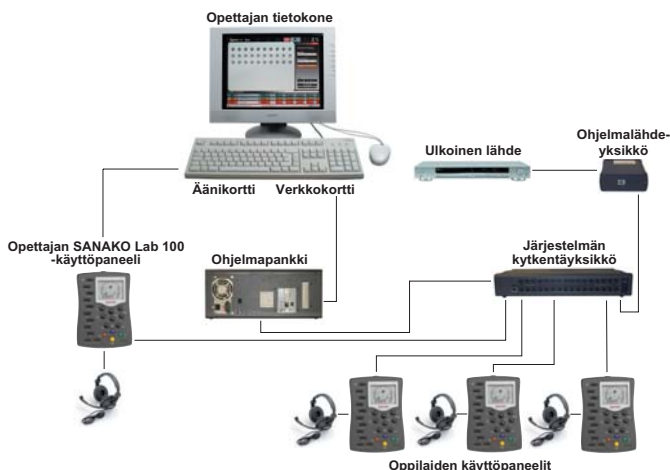 Opettajan tietokone
Ulkoinen lähde
Ohjelmalähde-
yksikkö
Äänikortti
Verkkokortti
Opettajan SANAKO Lab 100
-käyttöpaneeli
Ohjelmapankki
Järjestelmän
kytkentäyksikkö
Oppilaiden käyttöpaneelit